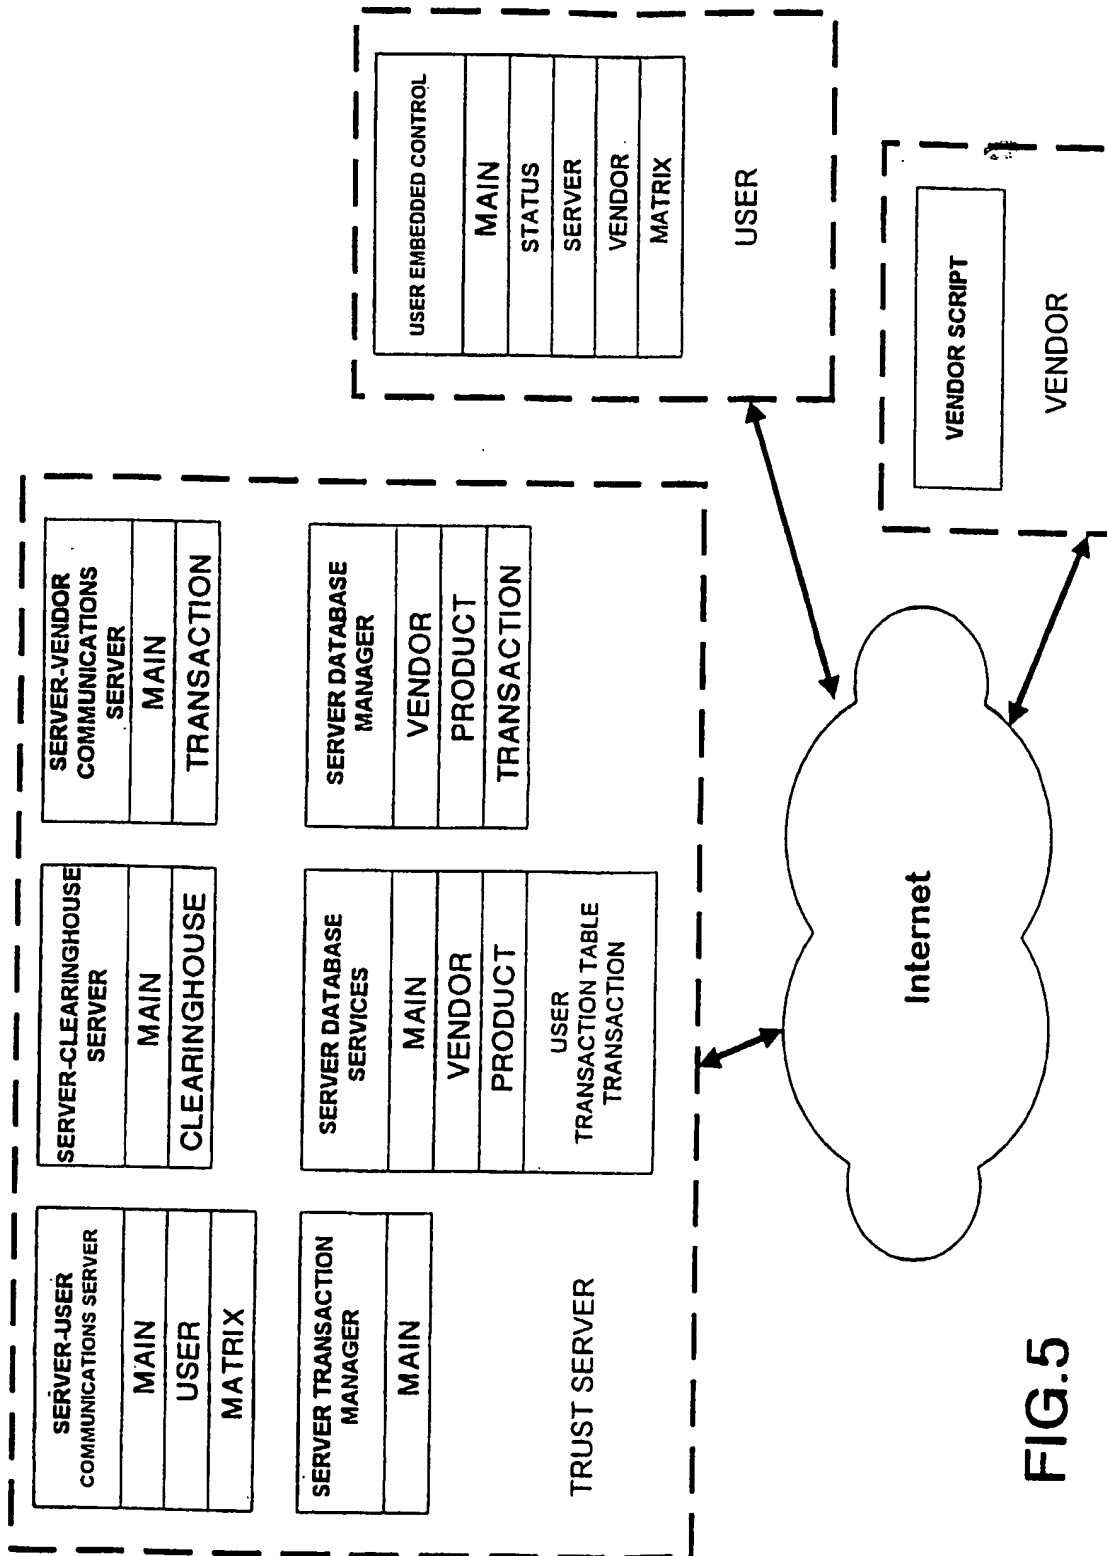 SERVER-USER
COMMUNICATIONS SERVER
MAIN
USER
MATRIX
SERVER-CLEARINGHOUSE
SERVER
MAIN
CLEARINGHOUSE
SERVER-VENDOR
COMMUNICATIONS
SERVER
MAIN
TRANSACTION
SERVER TRANSACTION
MANAGER
MAIN
SERVER DATABASE
SERVICES
MAIN
VENDOR
PRODUCT
USER
TRANSACTION TABLE
TRANSACTION
SERVER DATABASE
MANAGER
VENDOR
PRODUCT
TRANSACTION
TRUST SERVER
USER EMBEDDED CONTROL
MAIN
STATUS
SERVER
VENDOR
MATRIX
USER
Internet
VENDOR SCRIPT
VENDOR
FIG.5